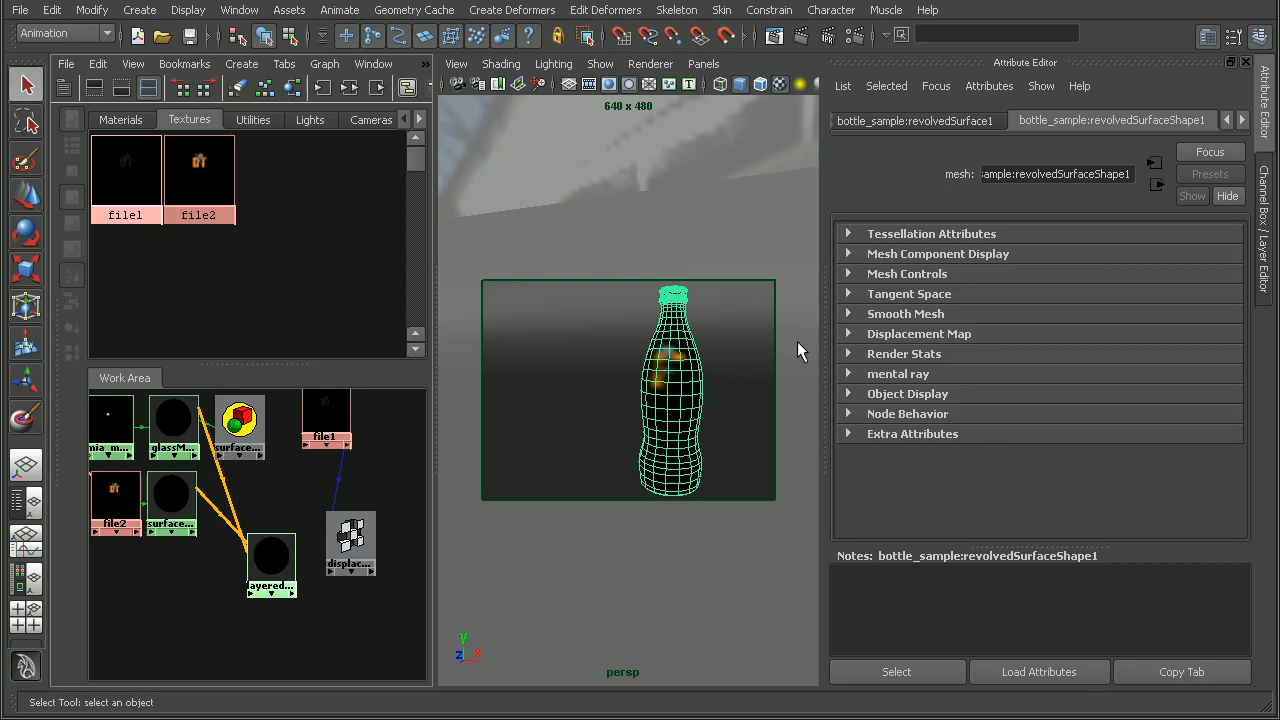 File Edit Modify Create Display Window Assets Animate Geometry Cache Create Deformers Edit Deformers Skeleton Skin Constrain Character Muscle Help
Animation
File Edit View Bookmarks Create Tabs Graph Window
View Shading Lighting Show Renderer Panels
Attribute Editor
List Selected Focus Attributes Show Help
Materials Textures Utilities Lights Cameras
640 x 480
bottle_sample:revolvedSurface1 bottle_sample:revolvedSurfaceShape1
mesh: sample:revolvedSurfaceShape1
Focus
Presets
Show Hide
file1 file2
Tessellation Attributes
Mesh Component Display
Mesh Controls
Tangent Space
Smooth Mesh
Displacement Map
Render Stats
mental ray
Object Display
Node Behavior
Extra Attributes
Work Area
mia_m... glassM... surface... file1
file2 surface...
layered... displac...
y
z x
persp
Notes: bottle_sample:revolvedSurfaceShape1
Select Load Attributes Copy Tab
Select Tool: select an object
Attribute Editor
Channel Box / Layer Editor